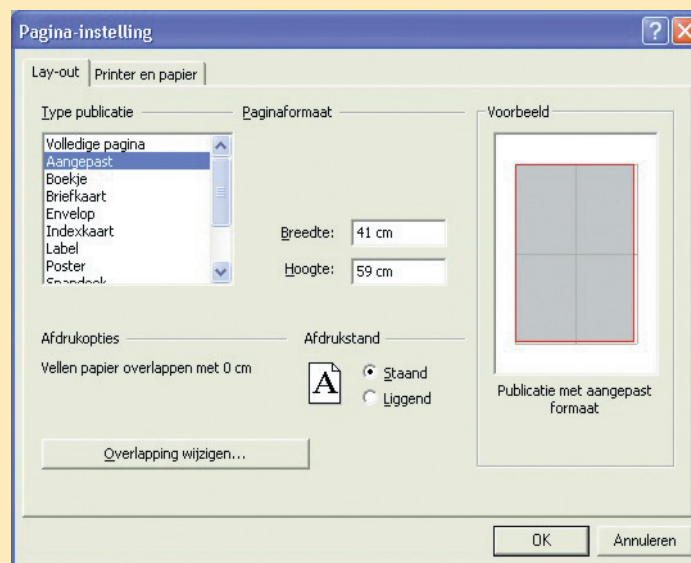 Pagina-instelling
Lay-out
Printer en papier
Type publicatie
Volledige pagina
Aangepast
Boekje
Briefkaart
Envelop
Indexkaart
Label
Poster
Spandoek
Paginaformaat
Breedte: 41 cm
Hoogte: 59 cm
Voorbeeld
Publicatie met aangepast
formaat
Afdrukopties
Vellen papier overlappen met 0 cm
Overlapping wijzigen...
Afdrukstand
A
Staand
Liggend
OK
Annuleren